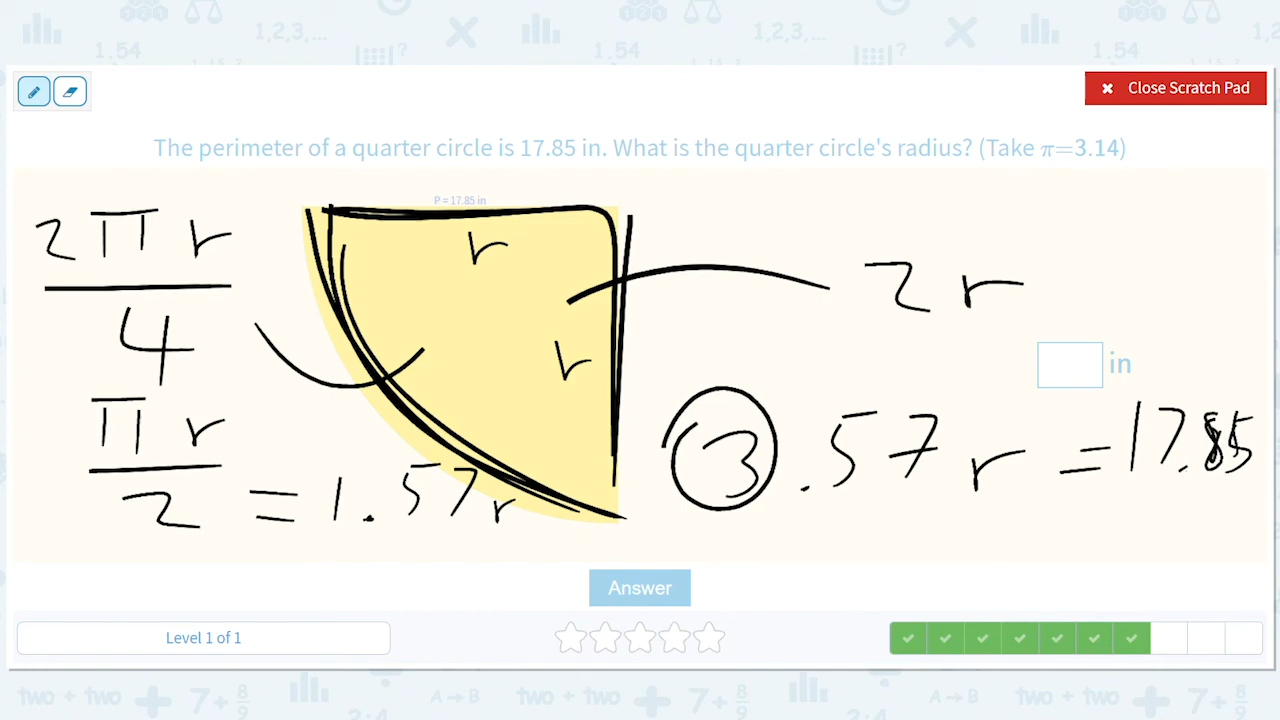 Close Scratch Pad
The perimeter of a quarter circle is 17.85 in. What is the quarter circle's radius? (Take π=3.14)
P = 17.85 in
2πr
4
r
r
2r
in
πr
2
= 1.57r
3.57r = 17.85
Answer
Level 1 of 1